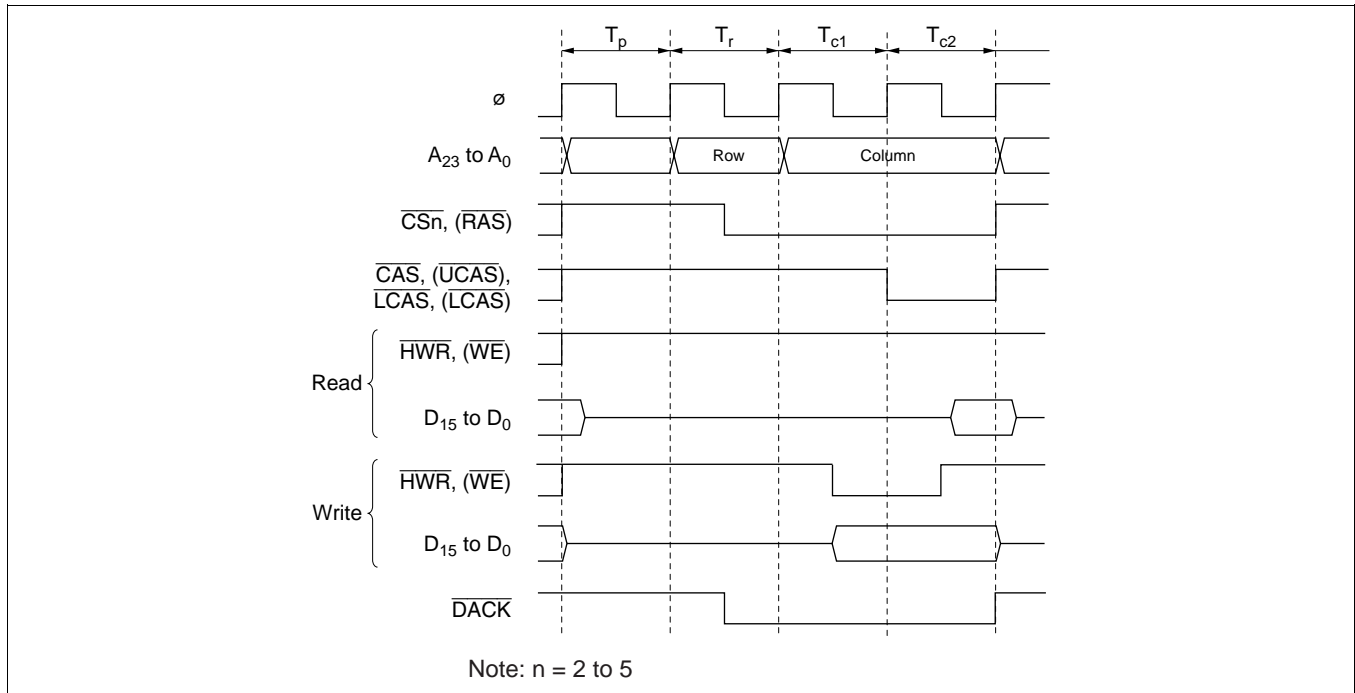 Tp Tr Tc1 Tc2
ø
A23 to A0 Row Column
CSn, (RAS)
CAS, (UCAS),
LCAS, (LCAS)
Read
HWR, (WE)
D15 to D0
Write
HWR, (WE)
D15 to D0
DACK
Note: n = 2 to 5